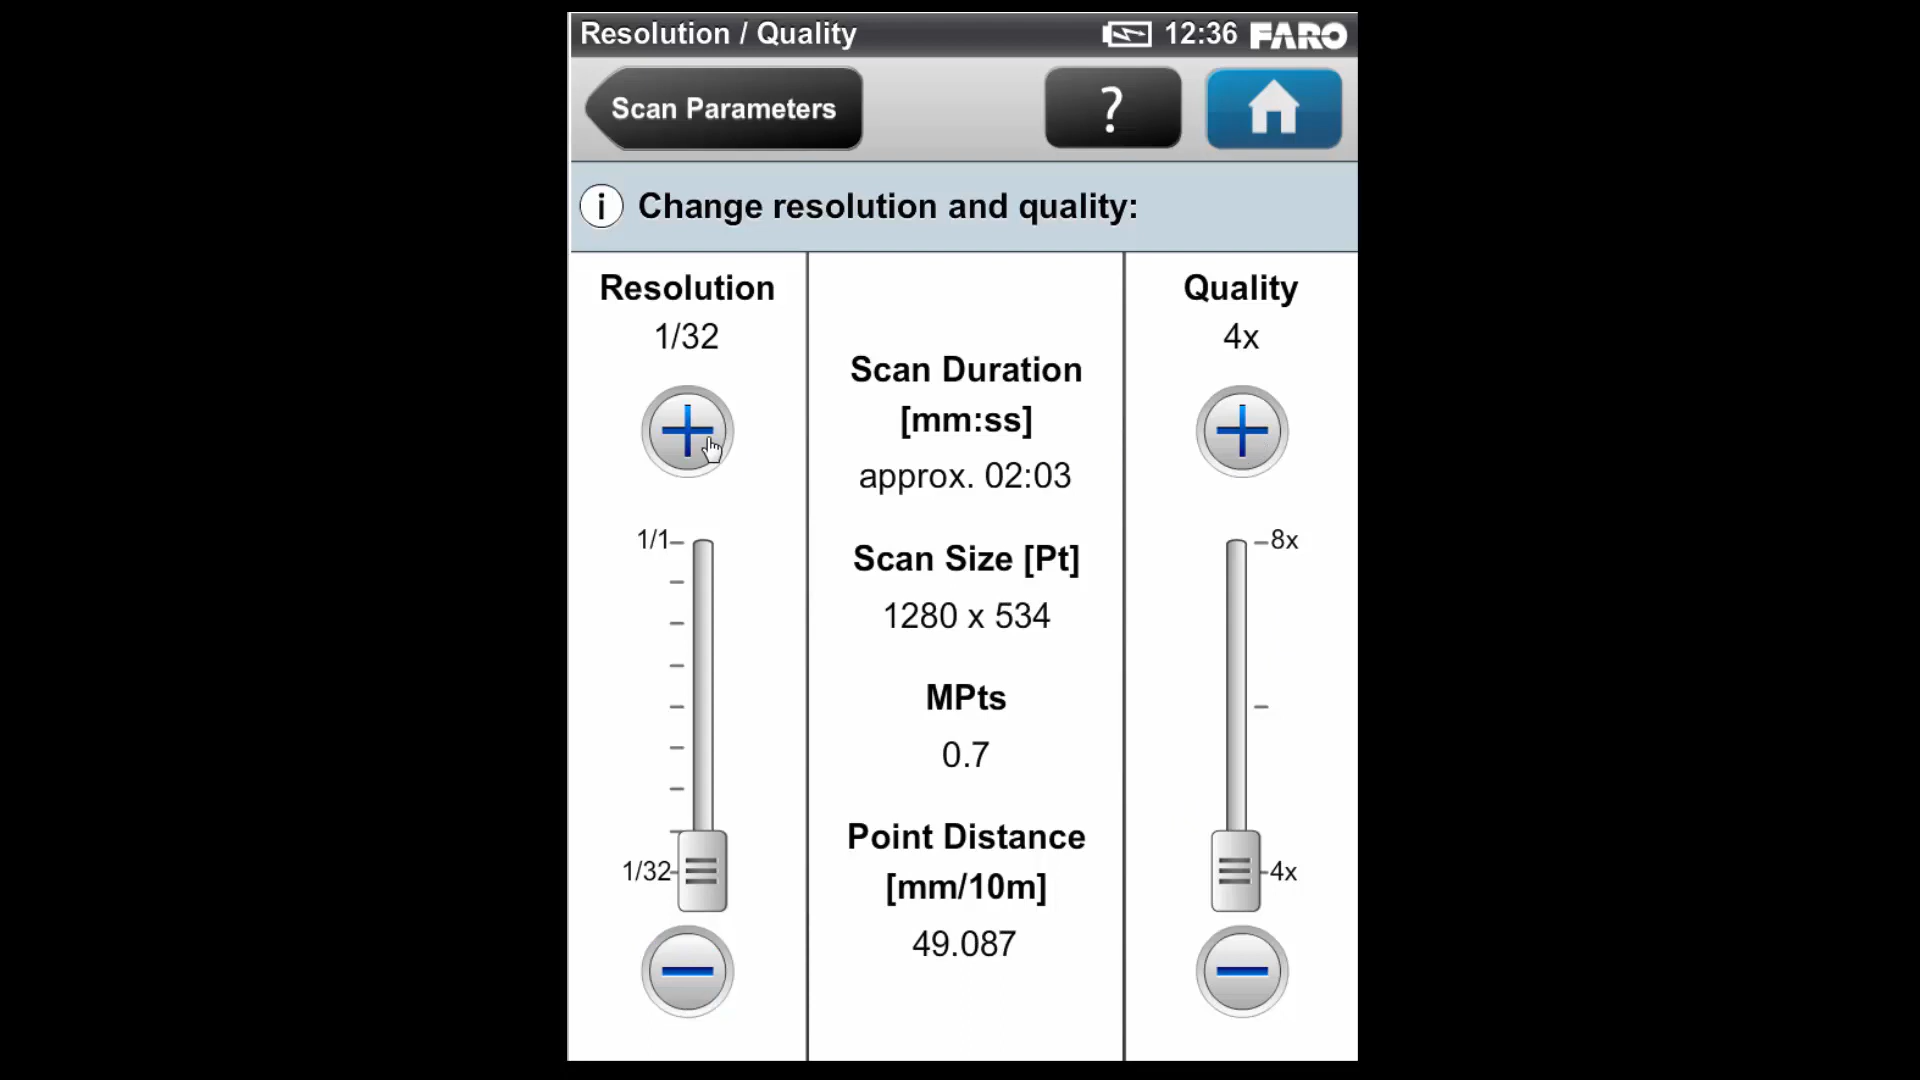 Resolution / Quality
12:36 FARO
Scan Parameters
?
i Change resolution and quality:
Resolution
1/32
1/1
1/32
Scan Duration
[mm:ss]
approx. 02:03
Scan Size [Pt]
1280 x 534
MPts
0.7
Point Distance
[mm/10m]
49.087
Quality
4x
8x
4x